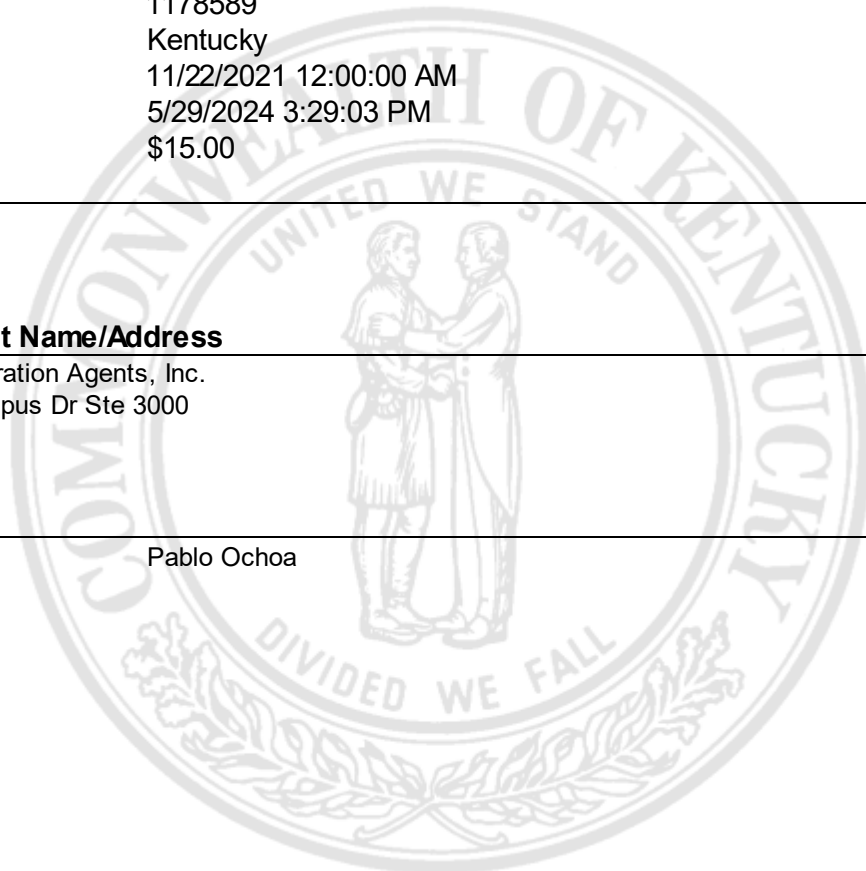 1178589
Kentucky
11/22/2021 12:00:00 AM
5/29/2024 3:29:03 PM
$15.00
t Name/Address
ration Agents, Inc.
pus Dr Ste 3000
Pablo Ochoa
COMMONWEALTH OF KENTUCKY
UNITED WE STAND
DIVIDED WE FALL